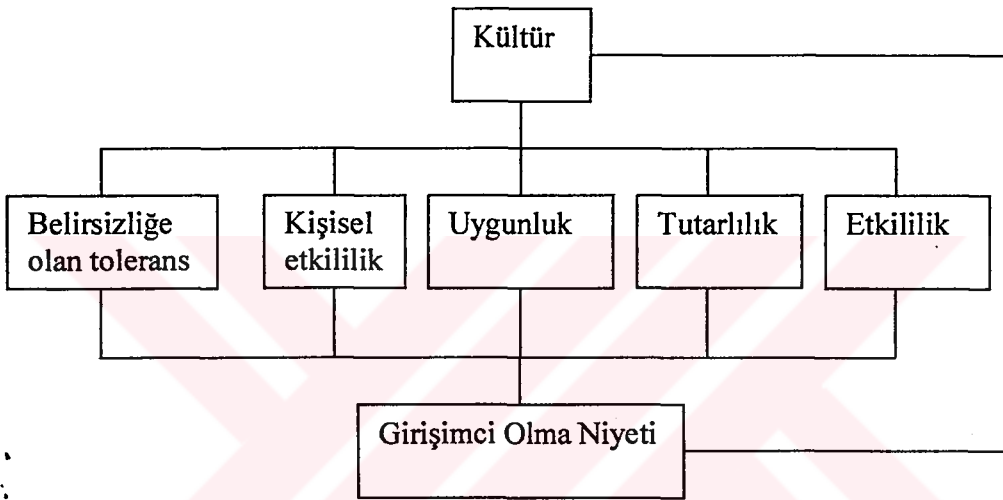 Kültür
Belirsizliğe
olan tolerans
Kişisel
etkililik
Uygunluk
Tutarlılık
Etkililik
Girişimci Olma Niyeti